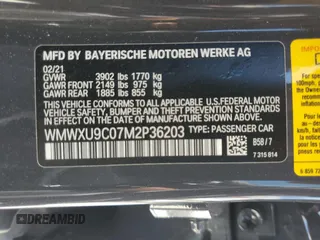 MFD BY BAYERISCHE MOTOREN WERKE AG
02/21
GVWR 3902 lbs 1770 kg
GAWR FRONT 2149 lbs 975 kg
GAWR REAR 1885 lbs 855 kg
THIS VEHICLE CONFORMS TO ALL APPLICABLE U.S. FEDERAL MOTOR
VEHICLE SAFETY, BUMPER, AND THEFT PREVENTION STANDARDS
IN EFFECT ON THE DATE OF MANUFACTURE SHOWN ABOVE.
WMWXU9C07M2P36203 TYPE: PASSENGER CAR
B58 / 7
7 315 814
DREAMBID